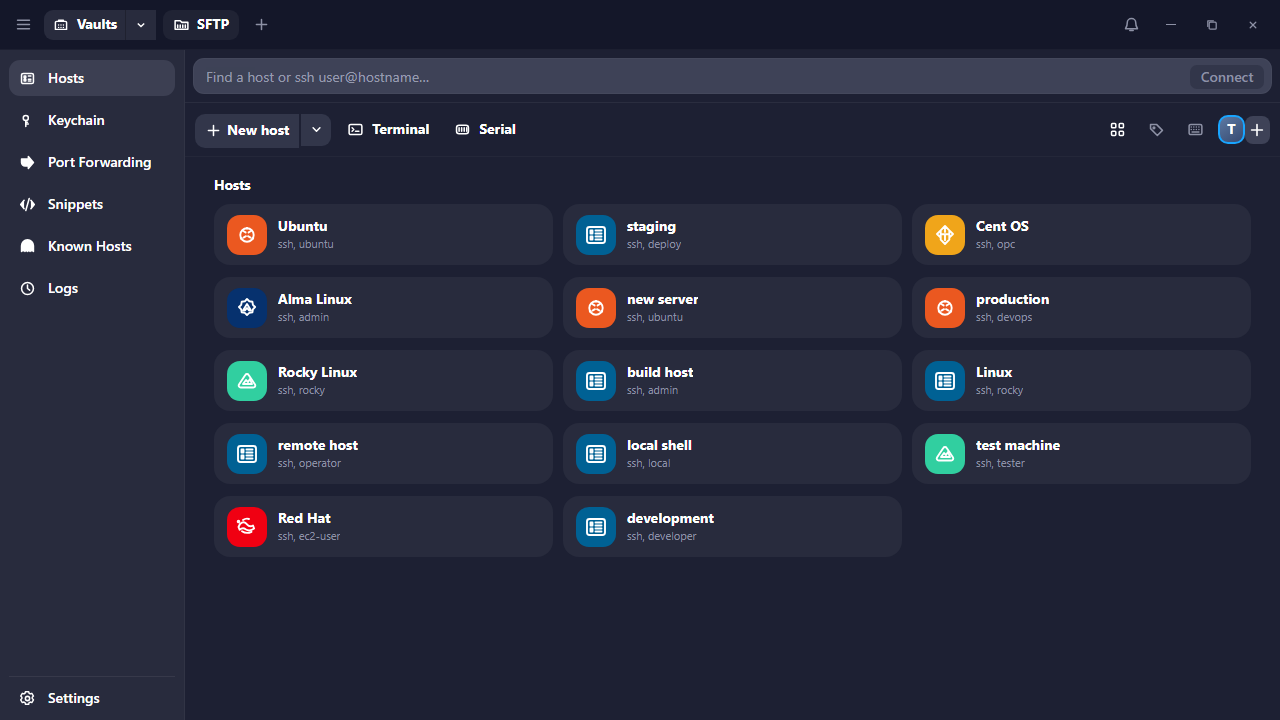 Vaults
SFTP
Hosts
Keychain
Port Forwarding
Snippets
Known Hosts
Logs
Settings
Find a host or ssh user@hostname...
Connect
New host
Terminal
Serial
T
Hosts
Ubuntu
ssh, ubuntu
staging
ssh, deploy
Cent OS
ssh, opc
Alma Linux
ssh, admin
new server
ssh, ubuntu
production
ssh, devops
Rocky Linux
ssh, rocky
build host
ssh, admin
Linux
ssh, rocky
remote host
ssh, operator
local shell
ssh, local
test machine
ssh, tester
Red Hat
ssh, ec2-user
development
ssh, developer